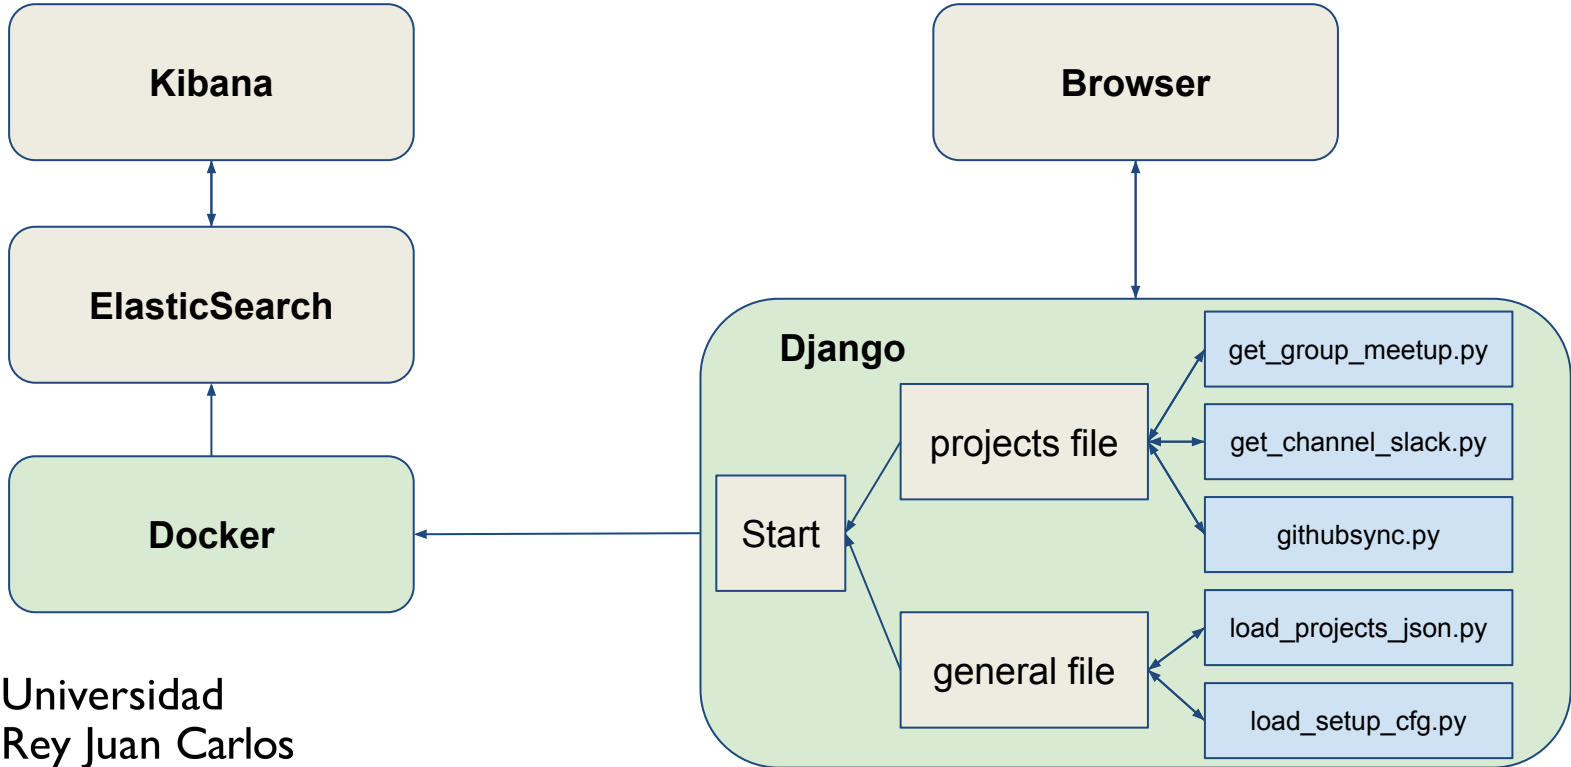 Kibana
Browser
ElasticSearch
Django
get_group_meetup.py
projects file
get_channel_slack.py
Start
githubsync.py
Docker
load_projects_json.py
general file
load_setup_cfg.py
Universidad
Rey Juan Carlos